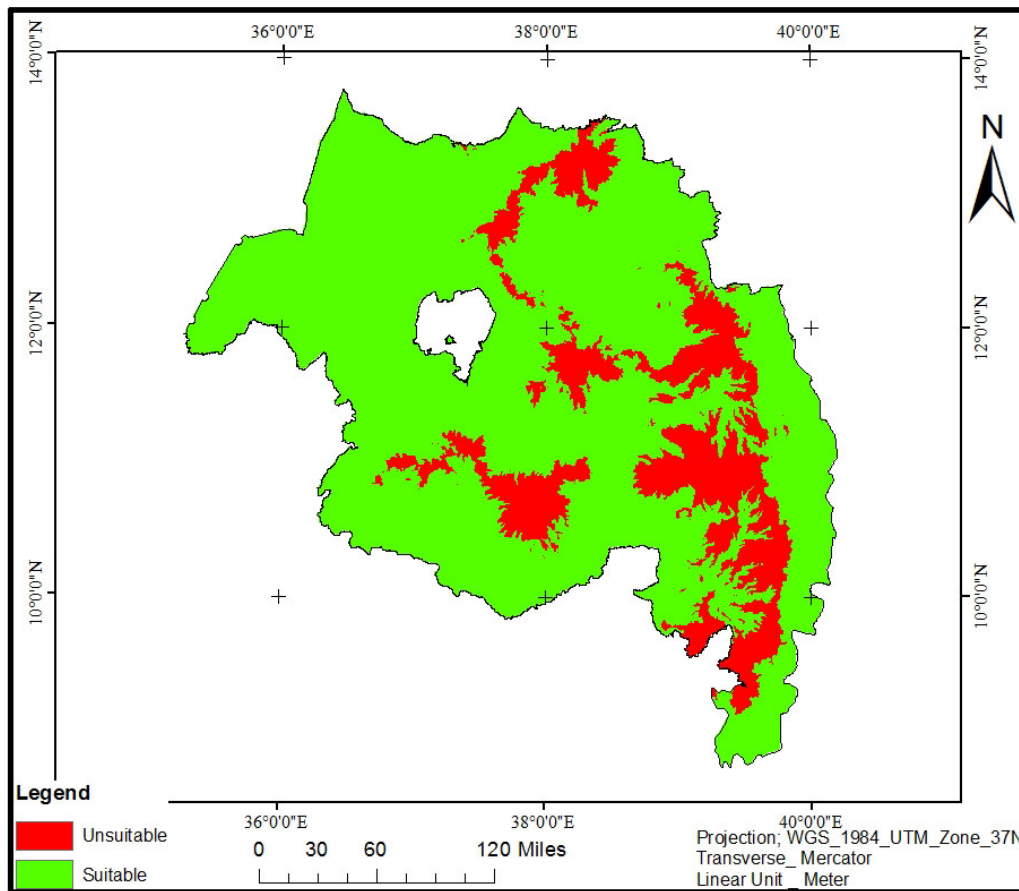 36°0'0"E 38°0'0"E 40°0'0"E
14°0'0"N 14°0'0"N
N
12°0'0"N 12°0'0"N
10°0'0"N 10°0'0"N
Legend
Unsuitable
Suitable
36°0'0"E 38°0'0"E 40°0'0"E
0 30 60 120 Miles
Projection; WGS_1984_UTM_Zone_37N
Transverse_ Mercator
Linear Unit _ Meter